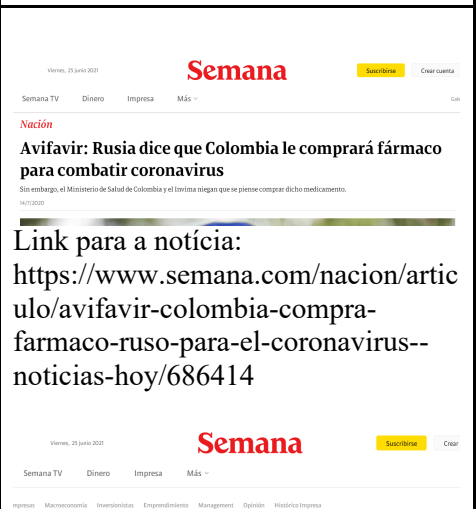 Viernes, 25 junio 2021
Semana
Suscribirse
Crear cuenta
Semana TV Dinero Impresa Más
Nación
Avifavir: Rusia dice que Colombia le comprará fármaco
para combatir coronavirus
Sin embargo, el Ministerio de Salud de Colombia y el Invima niegan que se piense comprar dicho medicamento.
14/7/2020
Link para a notícia:
https://www.semana.com/nacion/artic
ulo/avifavir-colombia-compra-
farmaco-ruso-para-el-coronavirus--
noticias-hoy/686414
Viernes, 25 junio 2021
Semana
Suscribirse
Crear
Semana TV Dinero Impresa Más
mpresas Macroeconomía Inversionistas Emprendimiento Management Opinión Histórico Impresa